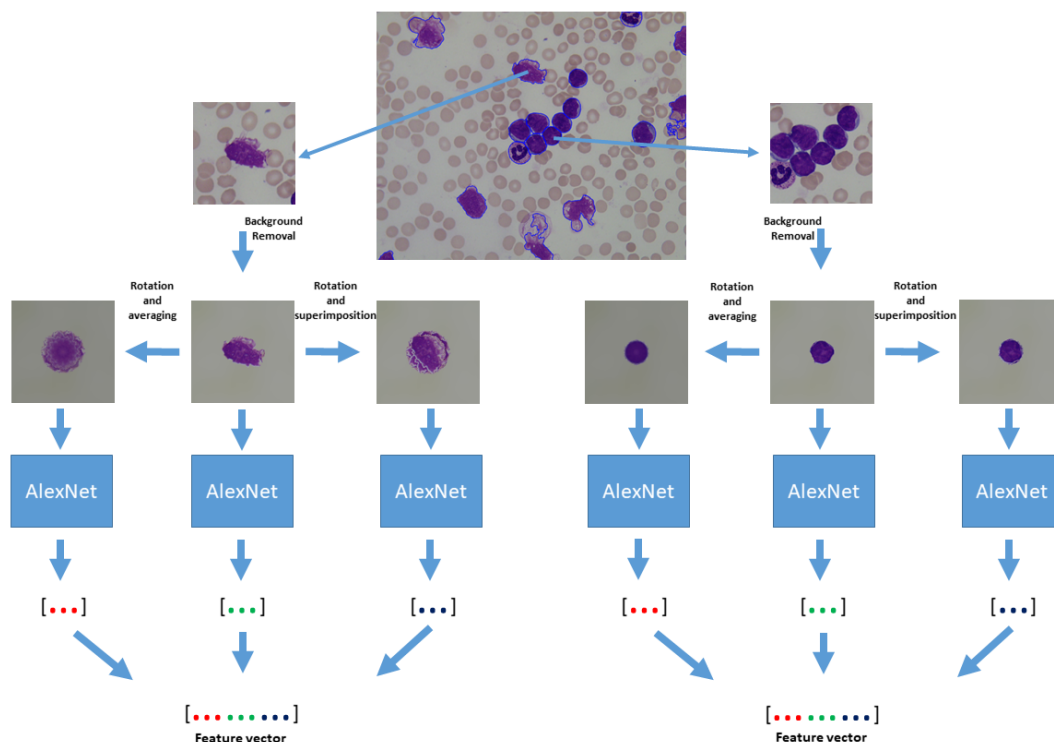 Background
Removal
Background
Removal
Rotation
and
averaging
Rotation
and
superimposition
Rotation
and
averaging
Rotation
and
superimposition
AlexNet
AlexNet
AlexNet
AlexNet
AlexNet
AlexNet
[...]
[...]
[...]
[...]
[...]
[...]
[... ... ...]
[... ... ...]
Feature vector
Feature vector